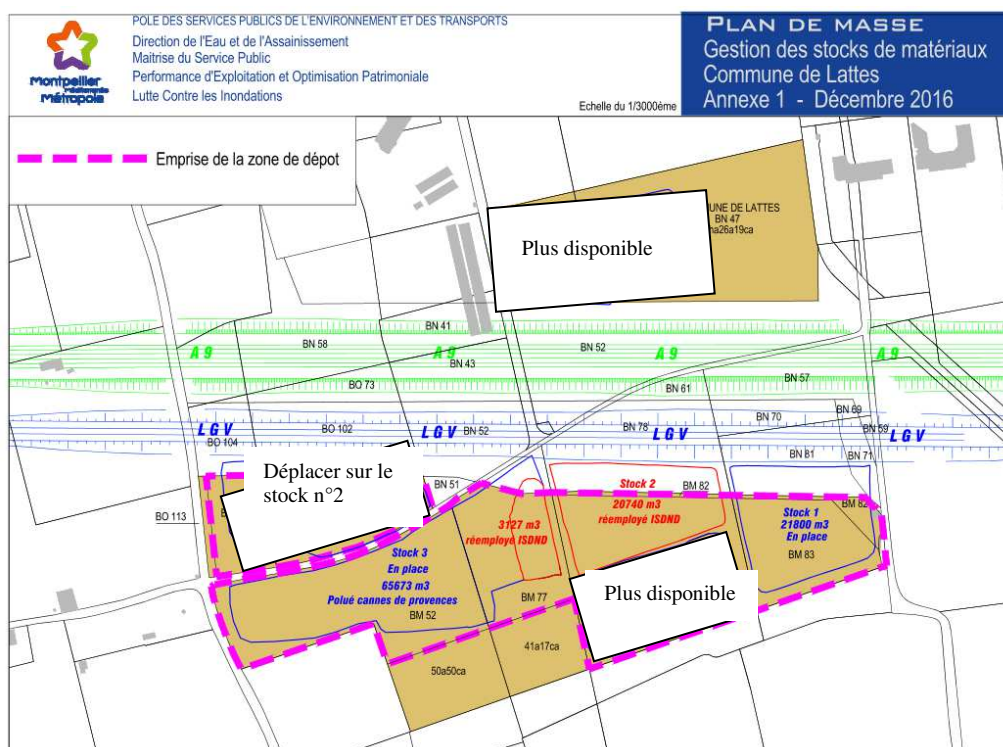 POLE DES SERVICES PUBLICS DE L'ENVIRONNEMENT ET DES TRANSPORTS
Direction de l'Eau et de l'Assainissement
Maitrise du Service Public
Performance d'Exploitation et Optimisation Patrimoniale
Lutte Contre les Inondations
Montpellier
Méditerranée
Métropole
Echelle du 1/3000ème
PLAN DE MASSE
Gestion des stocks de matériaux
Commune de Lattes
Annexe 1 - Décembre 2016
Emprise de la zone de dépot
Plus disponible
UNE DE LATTES
BN 47
a26a19ca
BN 41
BN 58
BN 52
A 9
A 9
A 9
A 9
BN 43
BO 73
BN 57
BN 61
BN 69
BN 70
LGV
BO 102
LGV
BN 52
BN 78
LGV
BN 59
LGV
BO 104
BN 81
BN 71
Déplacer sur le
stock n°2
BN 51
Stock 2
BM 82
20740 m3
réemployé ISDND
BM 82
Stock 1
21800 m3
En place
BM 83
BO 113
3127 m3
réemployé ISDND
Stock 3
En place
65673 m3
Polué cannes de provences
BM 52
BM 77
Plus disponible
41a17ca
50a50ca